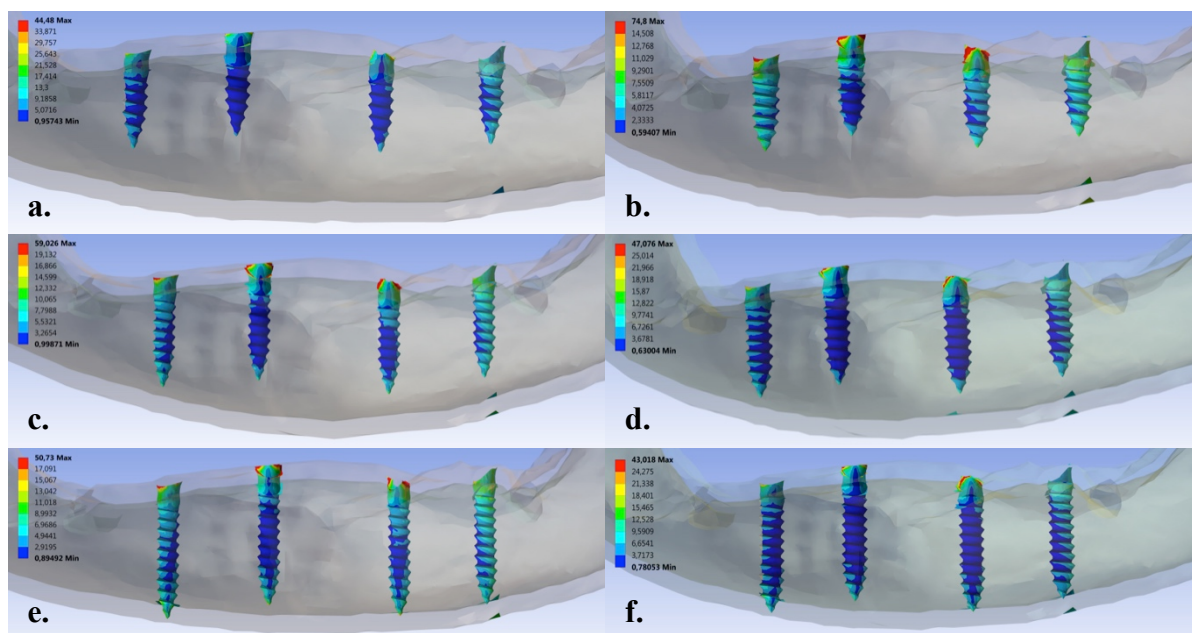 44,48 Max
33,871
29,757
25,643
21,528
17,414
13,3
9,1858
5,0716
0,95743 Min
a.
74,8 Max
14,508
12,768
11,029
9,2901
7,5509
5,8117
4,0725
2,3333
0,59407 Min
b.
59,026 Max
19,132
16,866
14,599
12,332
10,065
7,7988
5,5321
3,2654
0,99871 Min
c.
47,076 Max
25,014
21,966
18,918
15,87
12,822
9,7741
6,7261
3,6781
0,63004 Min
d.
50,73 Max
17,091
15,067
13,042
11,018
8,9932
6,9686
4,9441
2,9195
0,89492 Min
e.
43,018 Max
24,275
21,338
18,401
15,465
12,528
9,5909
6,6541
3,7173
0,78053 Min
f.